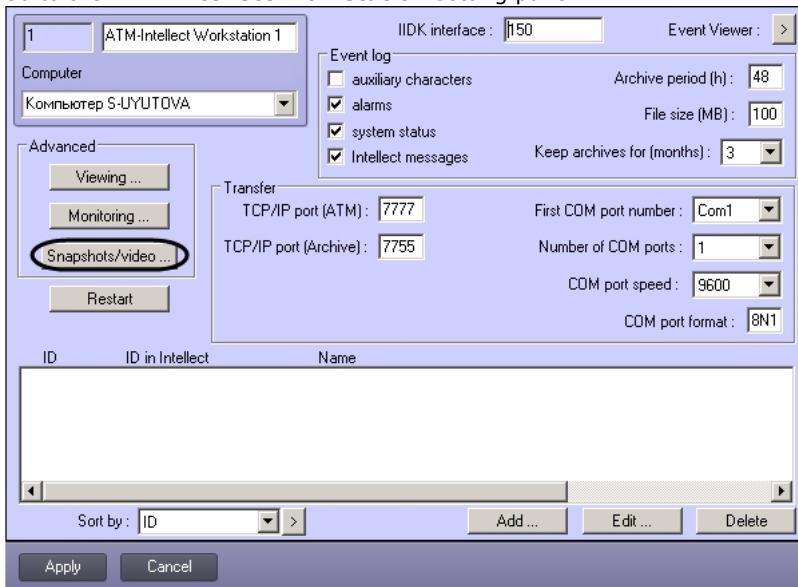 1 ATM-Intellect Workstation 1 IIDK interface : 150 Event Viewer : >
Computer
Компьютер S-UYUTOVA
Event log
auxiliary characters Archive period (h) : 48
alarms File size (MB) : 100
system status
Intellect messages Keep archives for (months) : 3
Advanced
Viewing ...
Monitoring ...
Snapshots/video ...
Restart
Transfer
TCP/IP port (ATM) : 7777 First COM port number : Com1
TCP/IP port (Archive) : 7755 Number of COM ports : 1
COM port speed : 9600
COM port format : 8N1
ID ID in Intellect Name
Sort by : ID > Add ... Edit ... Delete
Apply Cancel